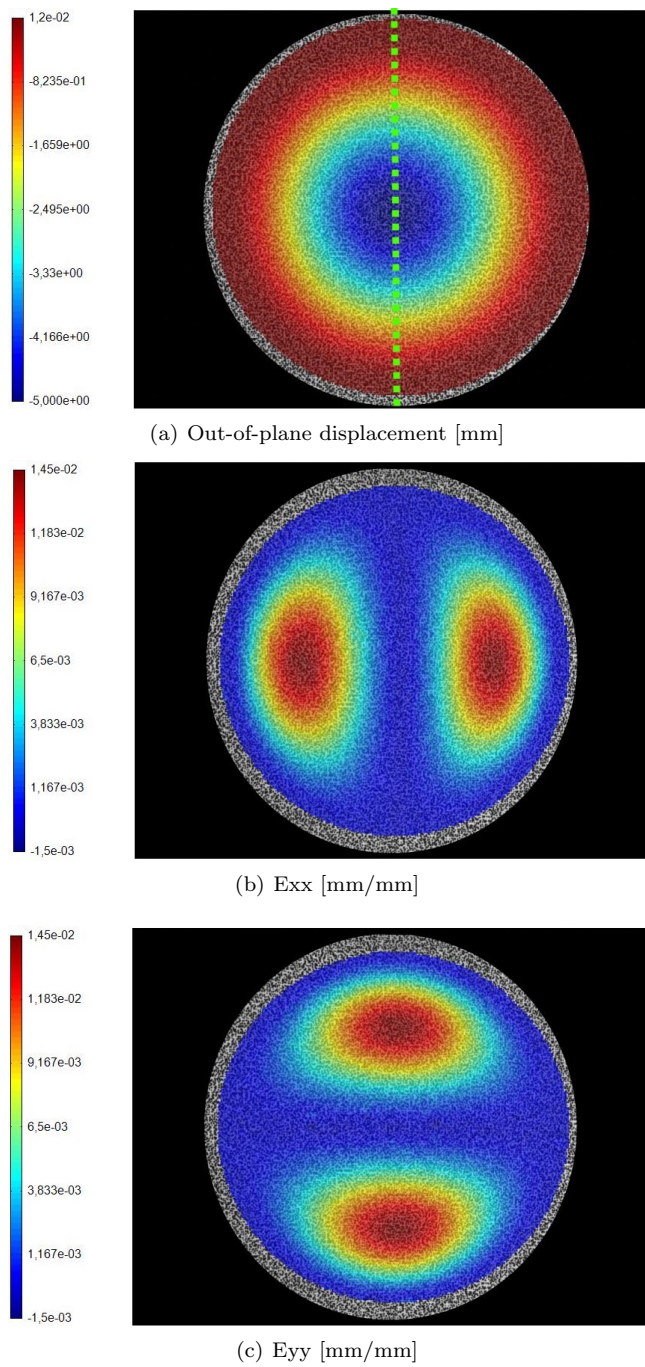 1,2e-02
-8,235e-01
-1,659e+00
-2,495e+00
-3,33e+00
-4,166e+00
-5,000e+00
(a) Out-of-plane displacement [mm]
1,45e-02
1,183e-02
9,167e-03
6,5e-03
3,833e-03
1,167e-03
-1,5e-03
(b) Exx [mm/mm]
1,45e-02
1,183e-02
9,167e-03
6,5e-03
3,833e-03
1,167e-03
-1,5e-03
(c) Eyy [mm/mm]